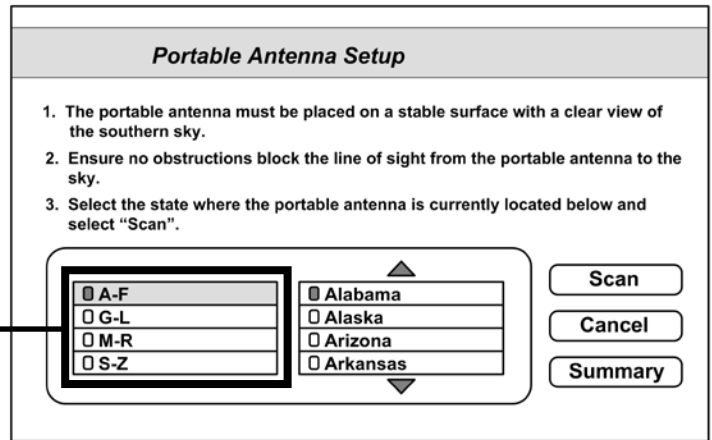 Portable Antenna Setup
1. The portable antenna must be placed on a stable surface with a clear view of
the southern sky.
2. Ensure no obstructions block the line of sight from the portable antenna to the
sky.
3. Select the state where the portable antenna is currently located below and
select “Scan”.
A-F
G-L
M-R
S-Z
Alabama
Alaska
Arizona
Arkansas
Scan
Cancel
Summary